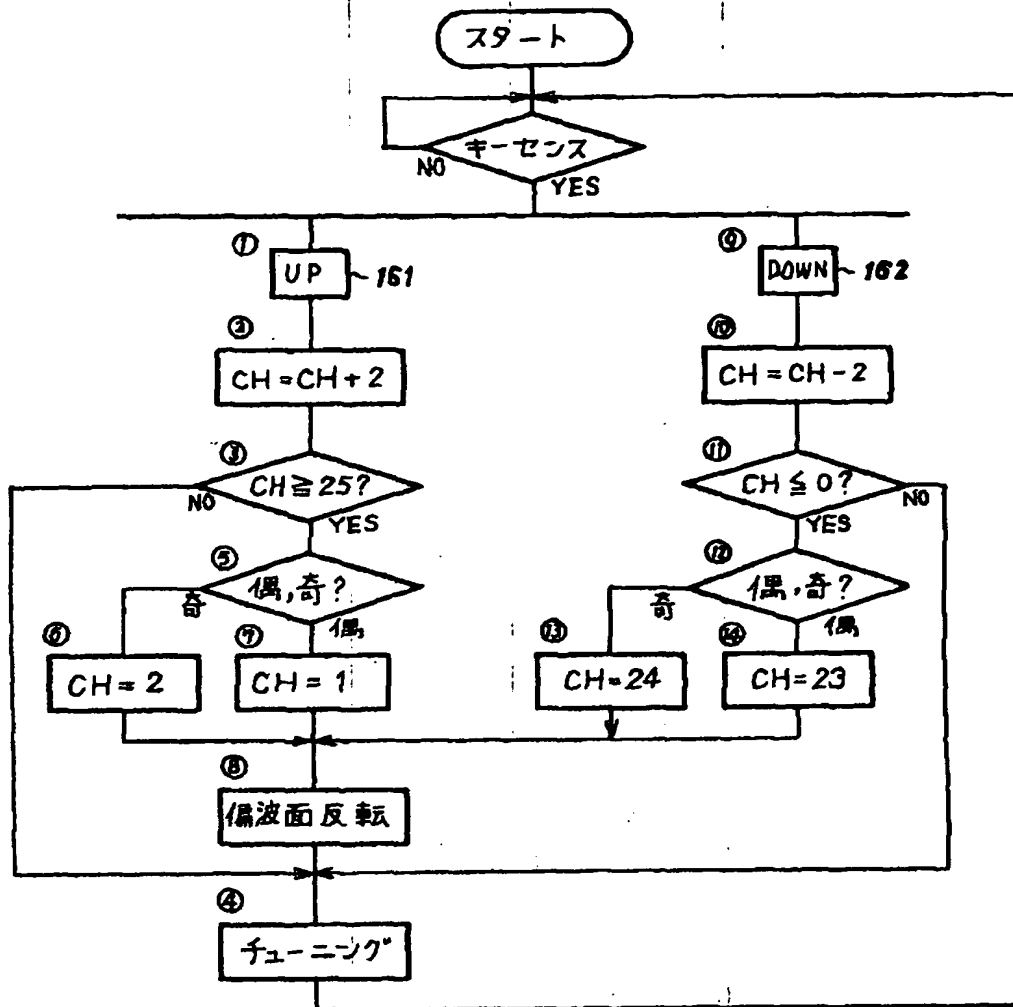 スタート
キーセンス
NO
YES
①
UP
161
②
CH=CH+2
③
CH≧25?
NO
YES
⑤
偶,奇?
奇
偶
⑥
CH=2
⑦
CH=1
⑨
DOWN
162
⑩
CH=CH-2
⑪
CH≦0?
NO
YES
⑫
偶,奇?
奇
偶
⑬
CH=24
⑭
CH=23
⑧
偏波面反転
④
チューニング